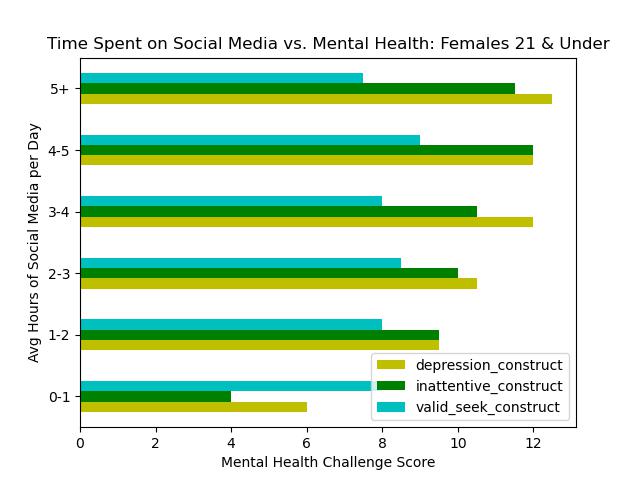 Time Spent on Social Media vs. Mental Health: Females 21 & Under
Avg Hours of Social Media per Day
5+
4-5
3-4
2-3
1-2
0-1
depression_construct
inattentive_construct
valid_seek_construct
0 2 4 6 8 10 12
Mental Health Challenge Score